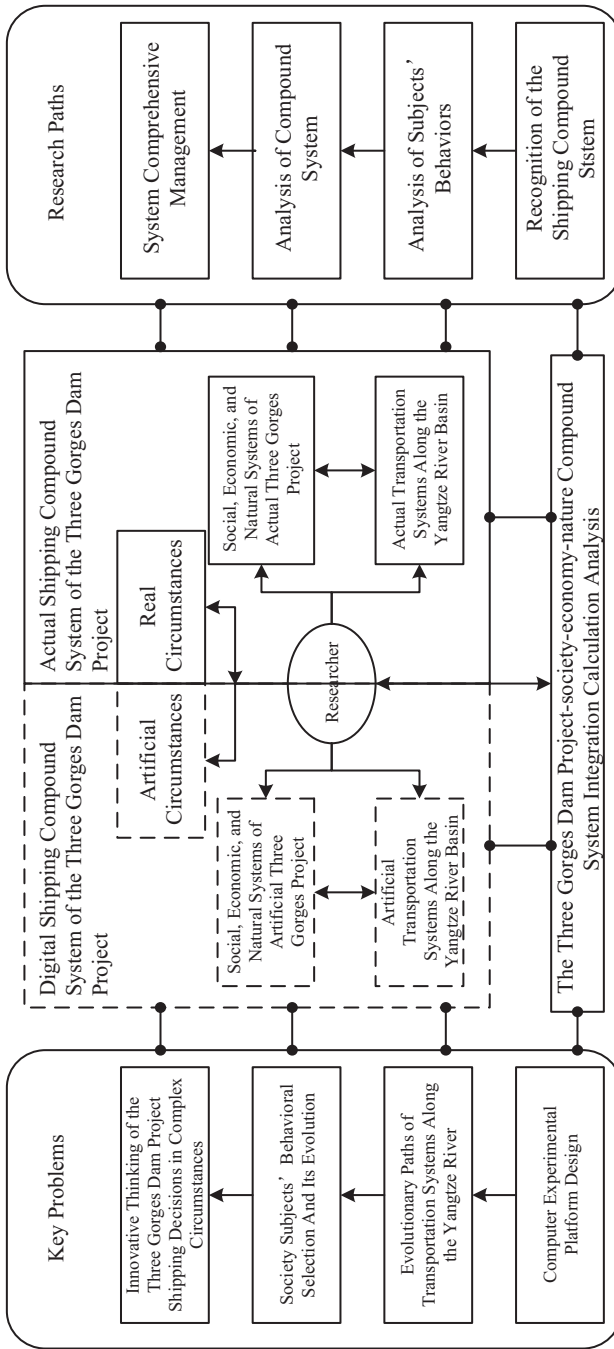 Key Problems
Innovative Thinking of the
Three Gorges Dam Project
Shipping Decisions in Complex
Circumstances
Society Subjects’ Behavioral
Selection And Its Evolution
Evolutionary Paths of
Transportation Systems Along
the Yangtze River
Computer Experimental
Platform Design
Digital Shipping Compound
System of the Three Gorges Dam
Project
Artificial
Circumstances
Social, Economic, and
Natural Systems of
Artificial Three
Gorges Project
Artificial
Transportation
Systems Along the
Yangtze River Basin
Researcher
Actual Shipping Compound
System of the Three Gorges Dam
Project
Real
Circumstances
Social, Economic, and
Natural Systems of
Actual Three Gorges
Project
Actual Transportation
Systems Along the
Yangtze River Basin
The Three Gorges Dam Project-society-economy-nature Compound
System Integration Calculation Analysis
Research Paths
System Comprehensive
Management
Analysis of Compound
System
Analysis of Subjects’
Behaviors
Recognition of the
Shipping Compound
Ststem